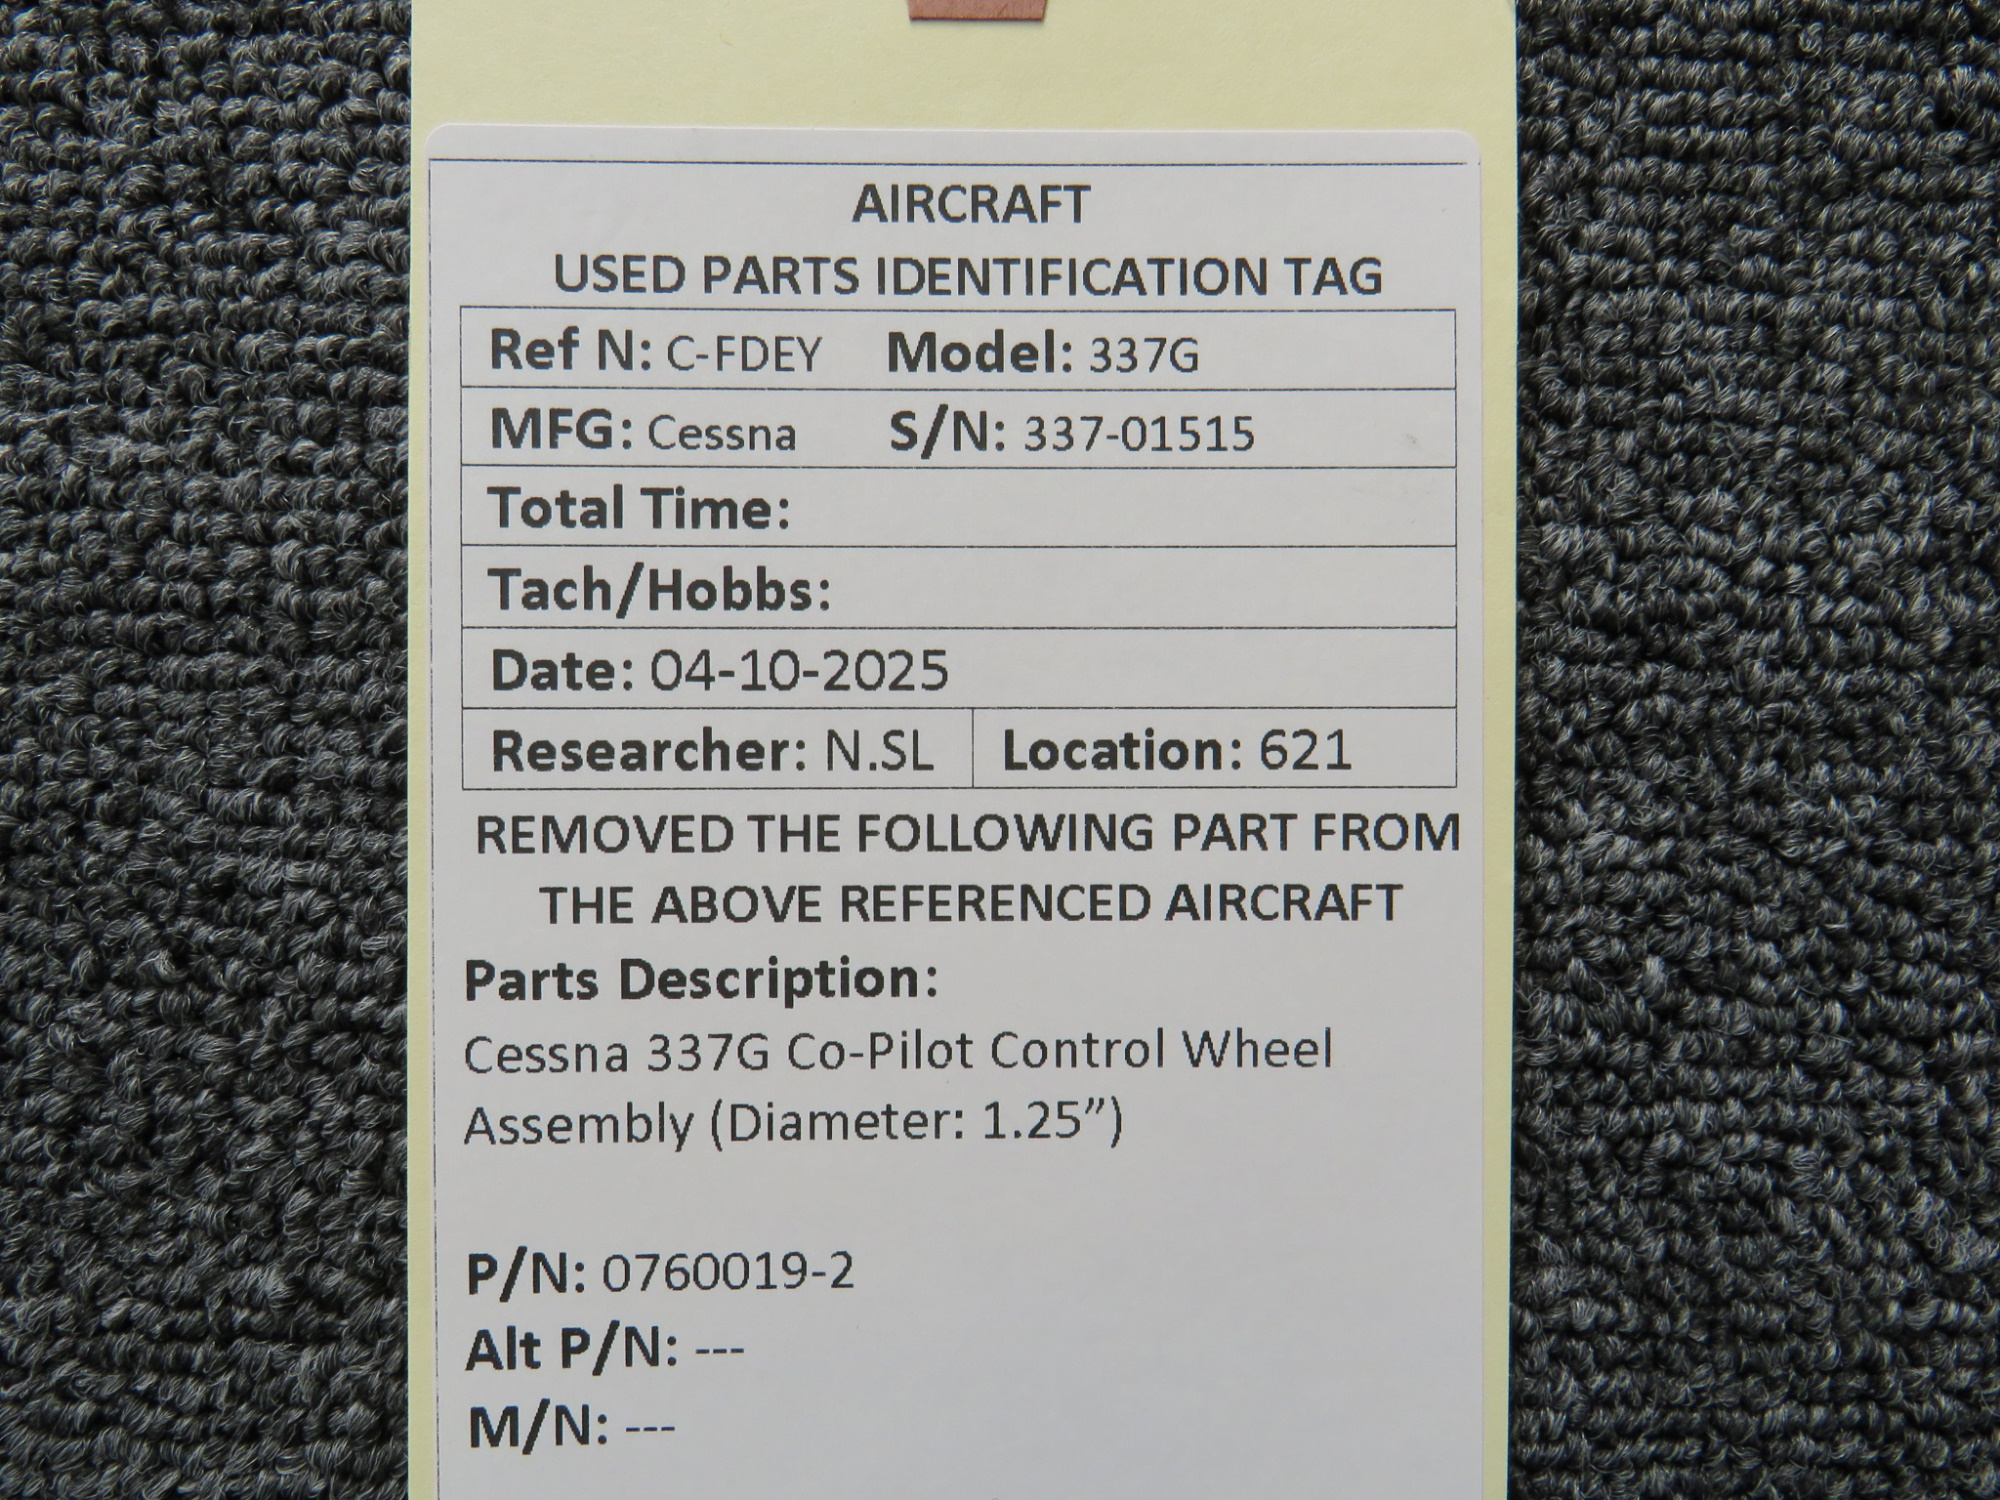 AIRCRAFT
USED PARTS IDENTIFICATION TAG
Ref N: C-FDEY Model: 337G
MFG: Cessna S/N: 337-01515
Total Time:
Tach/Hobbs:
Date: 04-10-2025
Researcher: N.SL Location: 621
REMOVED THE FOLLOWING PART FROM
THE ABOVE REFERENCED AIRCRAFT
Parts Description:
Cessna 337G Co-Pilot Control Wheel
Assembly (Diameter: 1.25”)
P/N: 0760019-2
Alt P/N: ---
M/N: ---